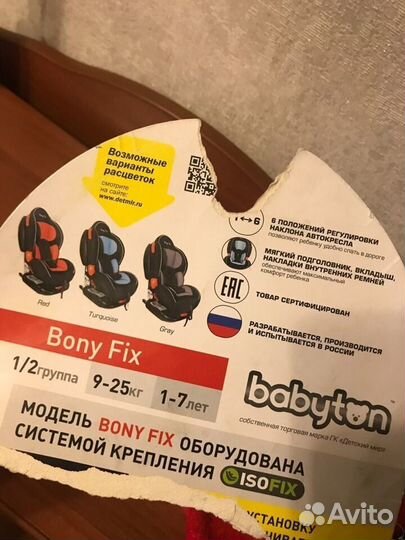 Возможные
варианты
расцветок
смотрите
на сайте:
www.detmir.ru
1↔6
6 ПОЛОЖЕНИЙ РЕГУЛИРОВКИ
НАКЛОНА АВТОКРЕСЛА
позволяют ребенку удобно спать в дороге
МЯГКИЙ ПОДГОЛОВНИК, ВКЛАДЫШ,
НАКЛАДКИ ВНУТРЕННИХ РЕМНЕЙ
обеспечивают максимальный
комфорт ребенку
EAC
ТОВАР СЕРТИФИЦИРОВАН
РАЗРАБАТЫВАЕТСЯ, ПРОИЗВОДИТСЯ
И ИСПЫТЫВАЕТСЯ В РОССИИ
Red
Turquoise
Gray
Bony Fix
1/2группа
9-25кг
1-7лет
babyton
собственная торговая марка ГК «Детский мир»
МОДЕЛЬ BONY FIX ОБОРУДОВАНА
СИСТЕМОЙ КРЕПЛЕНИЯ ISOFIX
УСТАНОВКУ
Avito